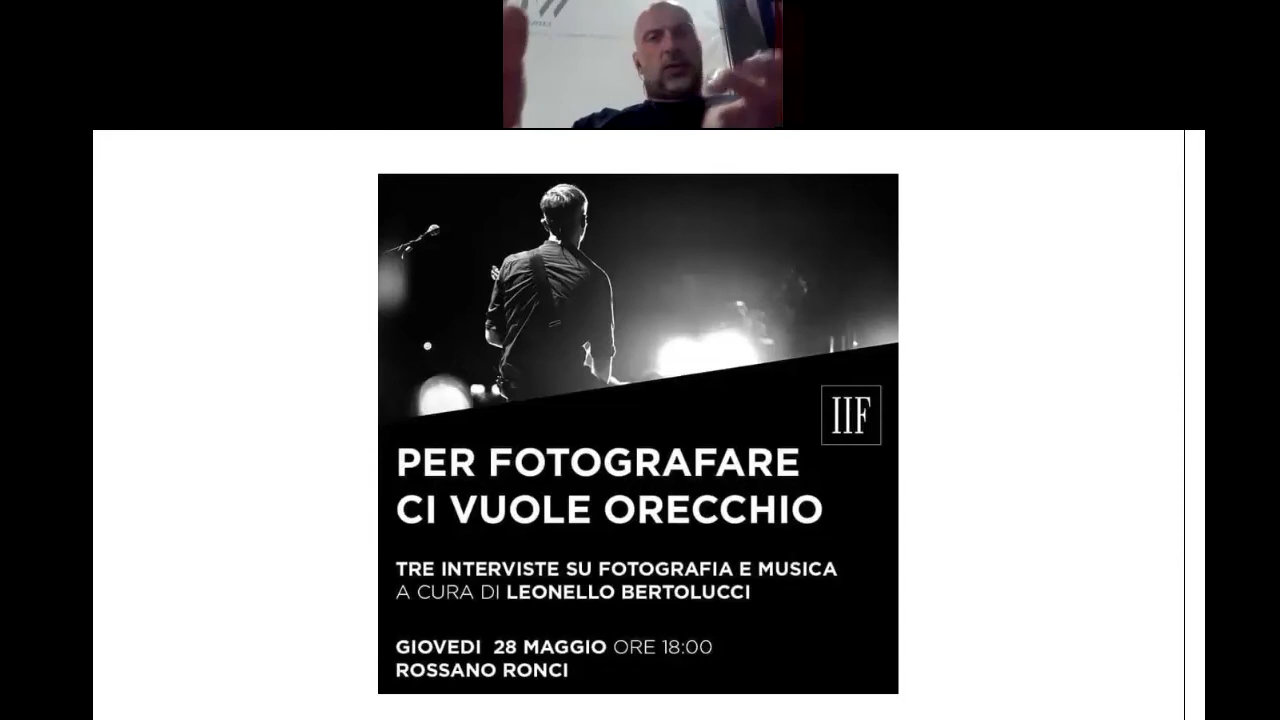 IIF
PER FOTOGRAFARE
CI VUOLE ORECCHIO
TRE INTERVISTE SU FOTOGRAFIA E MUSICA
A CURA DI LEONELLO BERTOLUCCI
GIOVEDI 28 MAGGIO ORE 18:00
ROSSANO RONCI